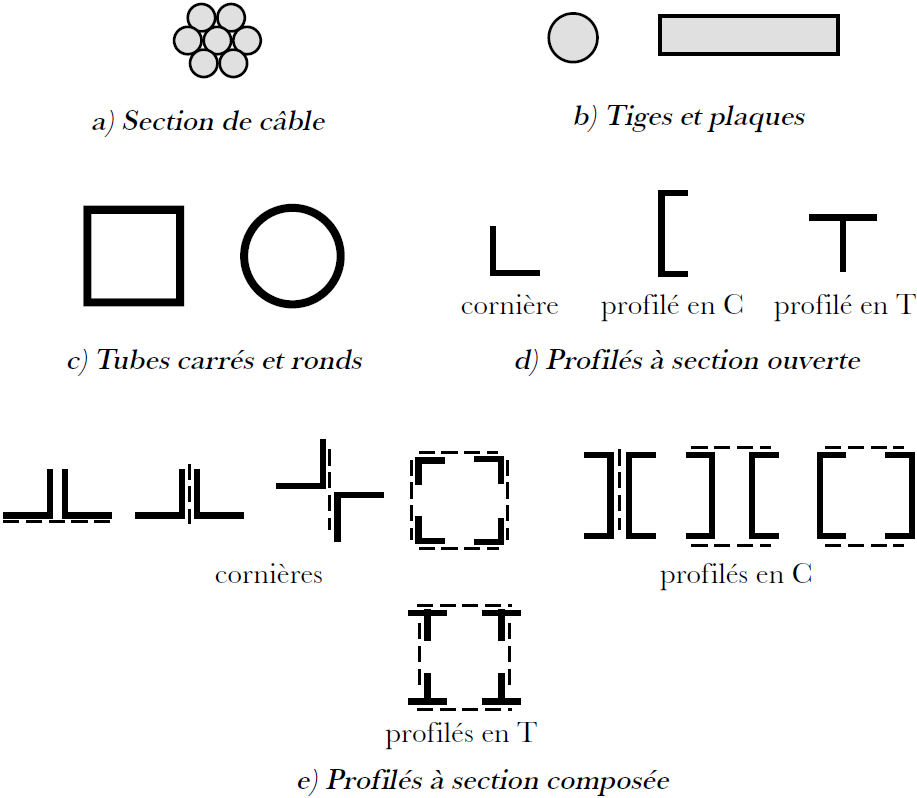 a) Section de câble
b) Tiges et plaques
cornière
profilé en C
profilé en T
c) Tubes carrés et ronds
d) Profilés à section ouverte
cornières
profilés en C
profilés en T
e) Profilés à section composée